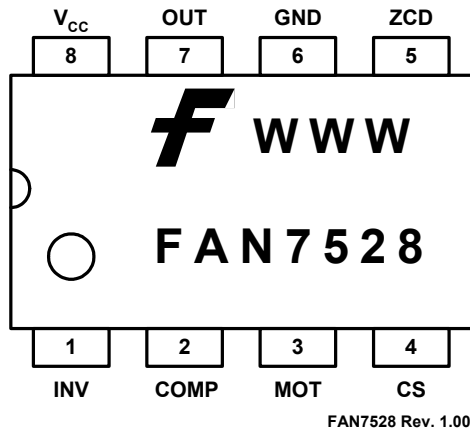 V_CC OUT GND ZCD
8 7 6 5
WWW
FAN7528
1 2 3 4
INV COMP MOT CS
FAN7528 Rev. 1.00